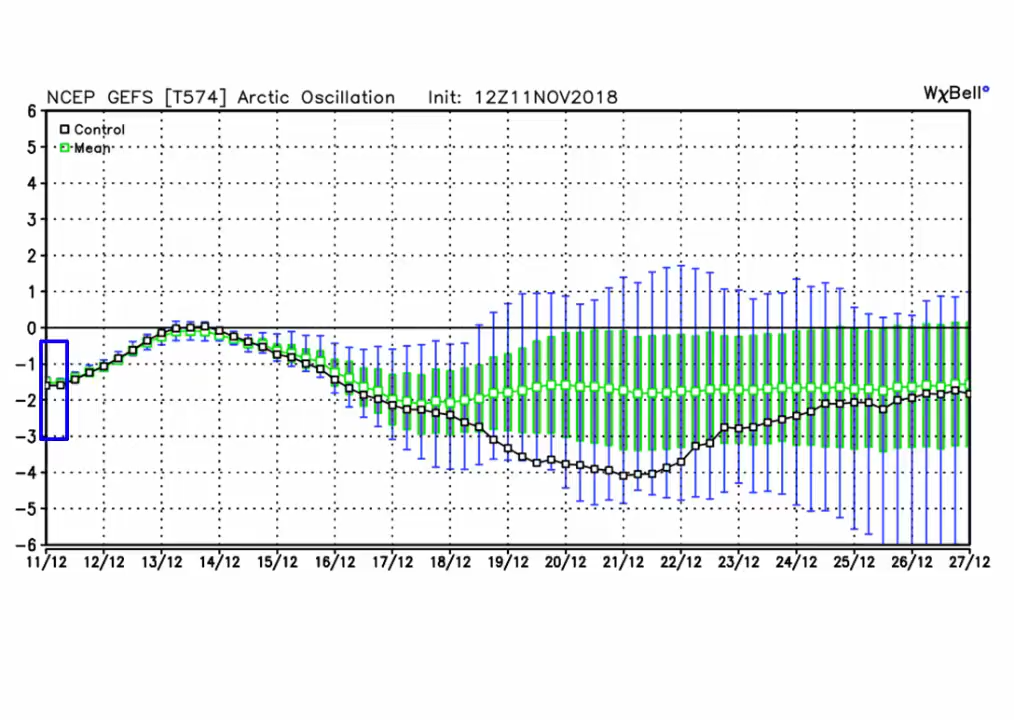 NCEP GEFS [T574] Arctic Oscillation Init: 12Z11NOV2018
WχBell°
6
Control
5
Mean
4
3
2
1
0
-1
-2
-3
-4
-5
-6
11/12 12/12 13/12 14/12 15/12 16/12 17/12 18/12 19/12 20/12 21/12 22/12 23/12 24/12 25/12 26/12 27/12